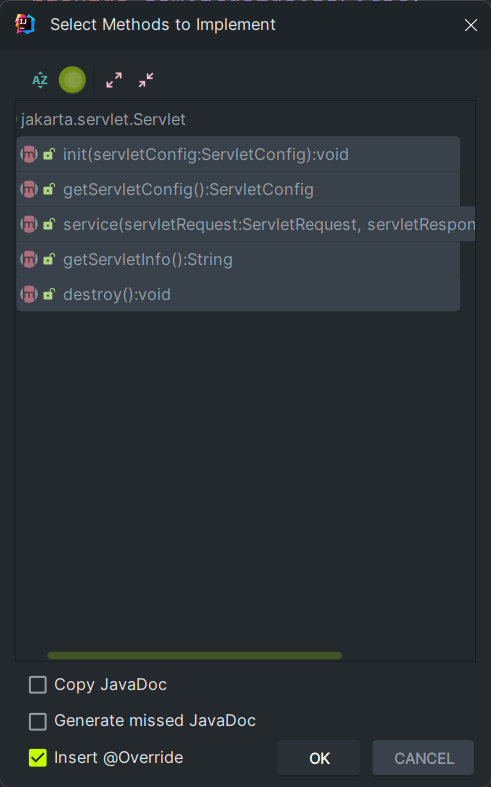 Select Methods to Implement
AZ
jakarta.servlet.Servlet
init(servletConfig:ServletConfig):void
getServletConfig():ServletConfig
service(servletRequest:ServletRequest, servletRespon
getServletInfo():String
destroy():void
Copy JavaDoc
Generate missed JavaDoc
Insert @Override
OK
CANCEL